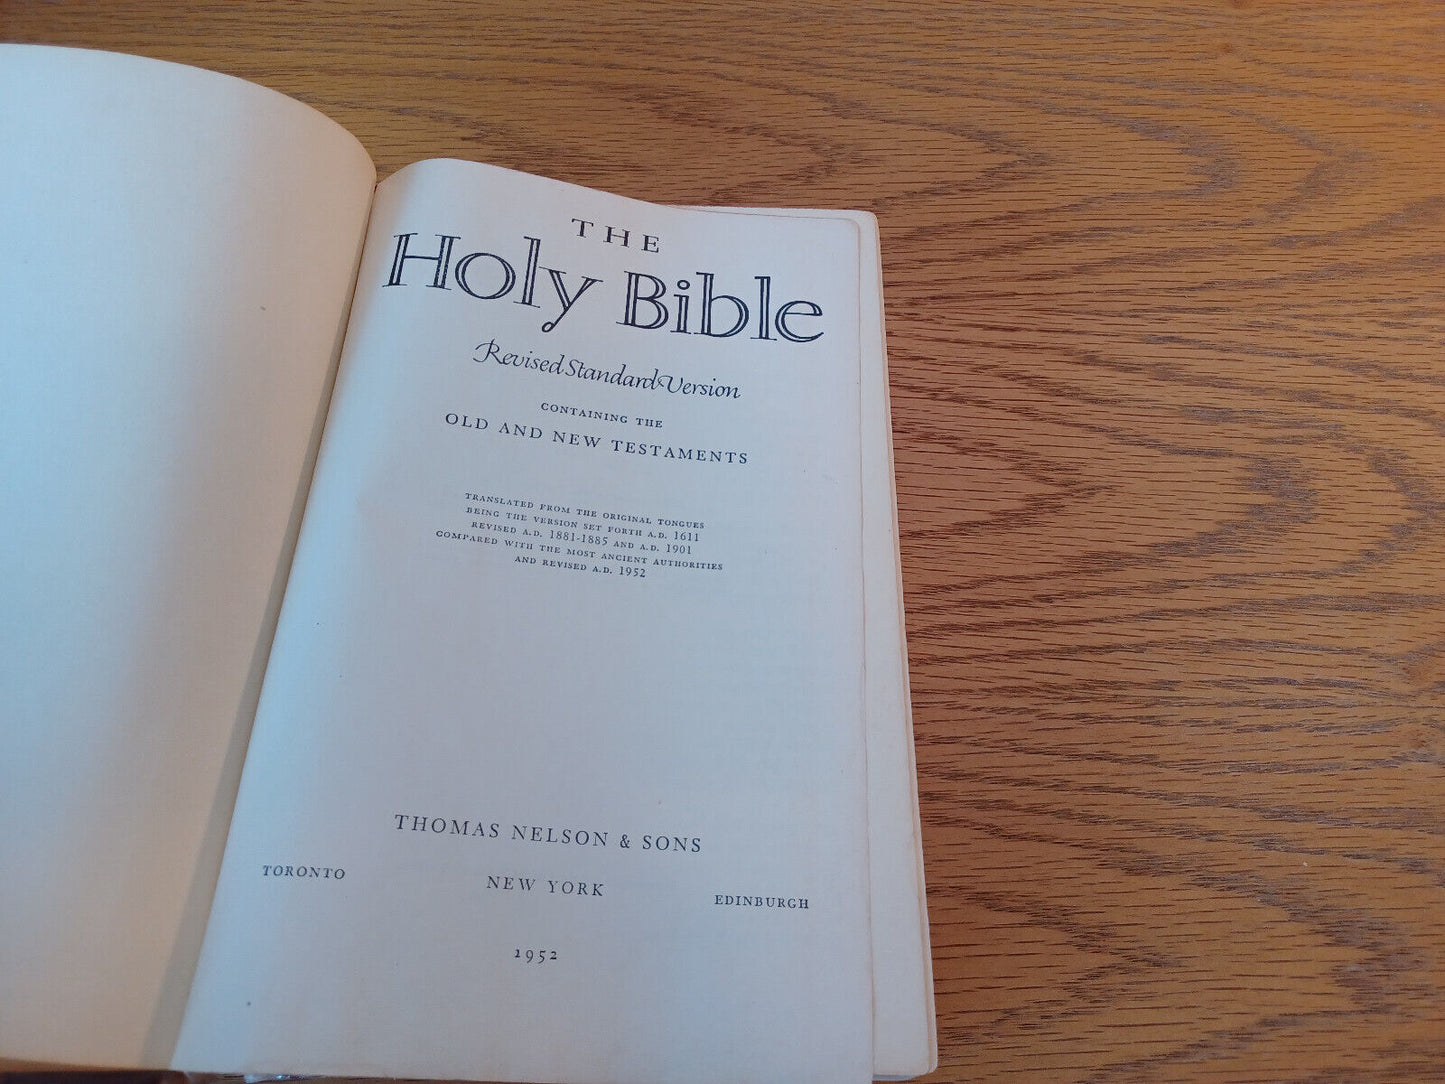 THE
Holy Bible
Revised Standard Version
CONTAINING THE
OLD AND NEW TESTAMENTS
TRANSLATED FROM THE ORIGINAL TONGUES
BEING THE VERSION SET FORTH A.D. 1611
REVISED A.D. 1881-1885 AND A.D. 1901
COMPARED WITH THE MOST ANCIENT AUTHORITIES
AND REVISED A.D. 1952
THOMAS NELSON & SONS
TORONTO NEW YORK EDINBURGH
1952